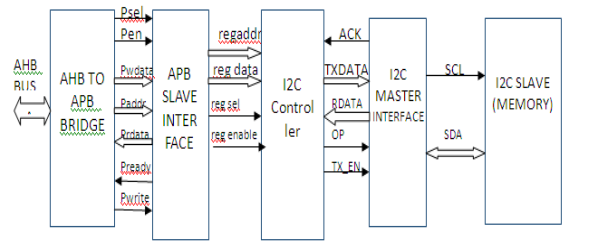 Psel
Pen
Pwdata
Paddr
Prdata
Pready
Pwrite
AHB
BUS
AHB TO
APB
BRIDGE
APB
SLAVE
INTER
FACE
regaddr
reg data
reg sel
reg enable
I2C
Control
ler
ACK
TXDATA
RDATA
OP
TX_EN
I2C
MASTER
INTERFACE
SCL
SDA
I2C SLAVE
(MEMORY)